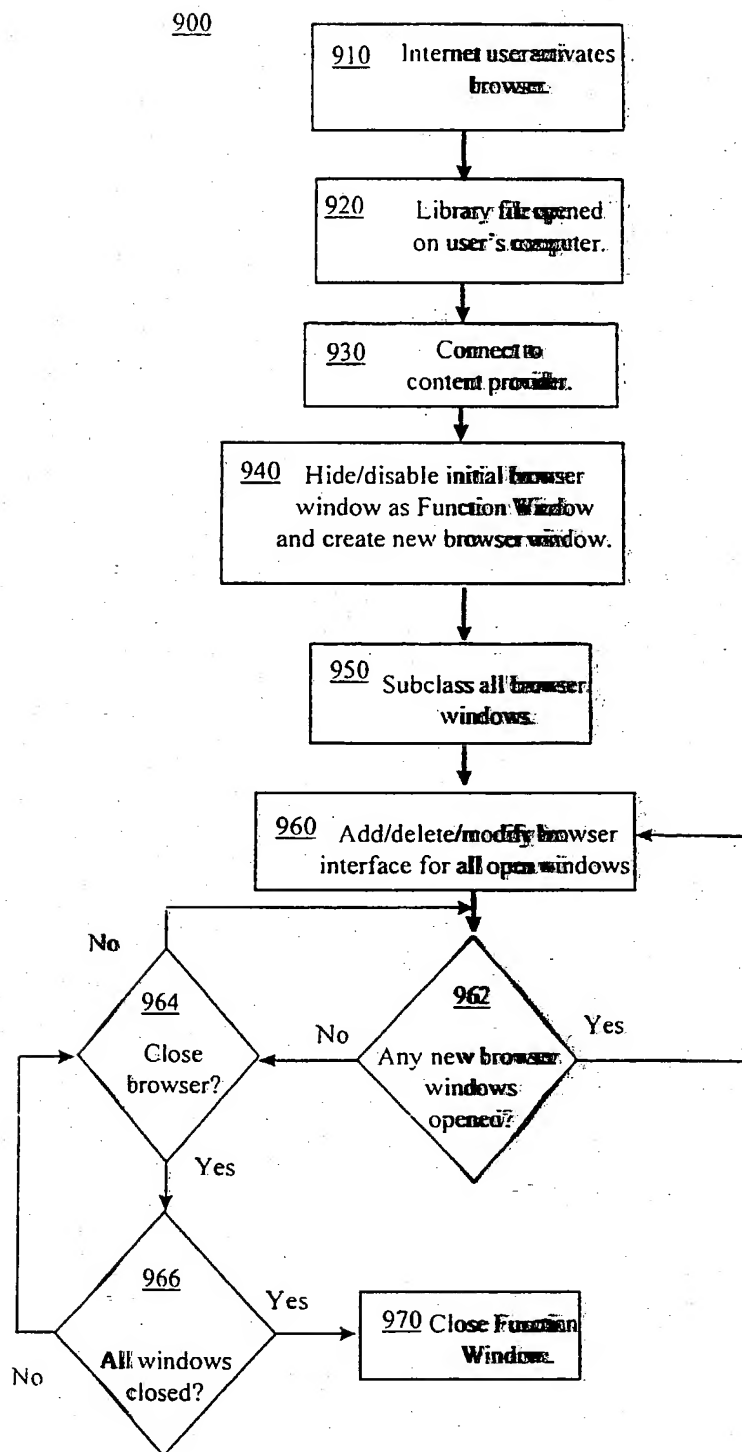 900
910 Internet user activates
browser.
920 Library file opened
on user's computer.
930 Connect to
content provider.
940 Hide/disable initial browser
window as Function Window
and create new browser window.
950 Subclass all browser
windows.
960 Add/delete/modify browser
interface for all open windows
No
964
Close
browser?
No
962
Any new browser
windows
opened?
Yes
Yes
966
All windows
closed?
Yes
No
970 Close Function
Window.